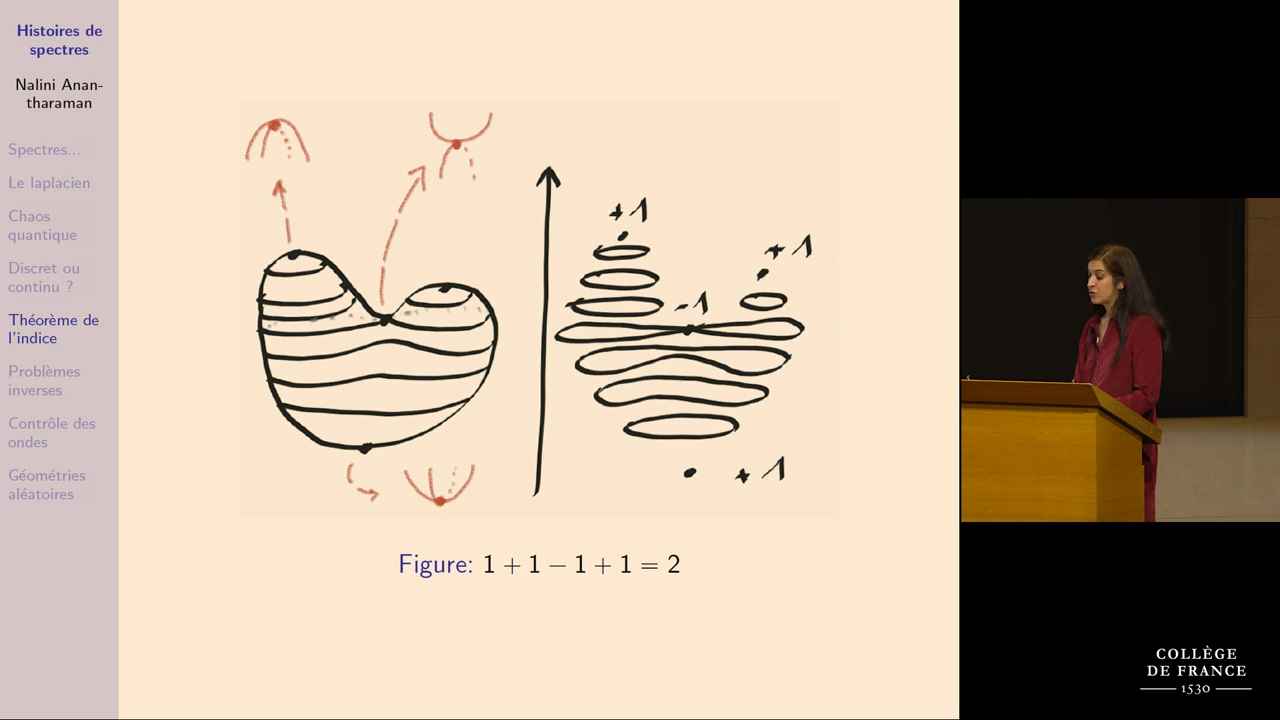 Histoires de
spectres
Nalini Anan-
tharaman
Spectres...
Le laplacien
Chaos
quantique
Discret ou
continu ?
Théorème de
l'indice
Problèmes
inverses
Contrôle des
ondes
Géométries
aléatoires
+1
+1
-1
+1
Figure: 1 + 1 − 1 + 1 = 2
COLLÈGE
DE FRANCE
1530